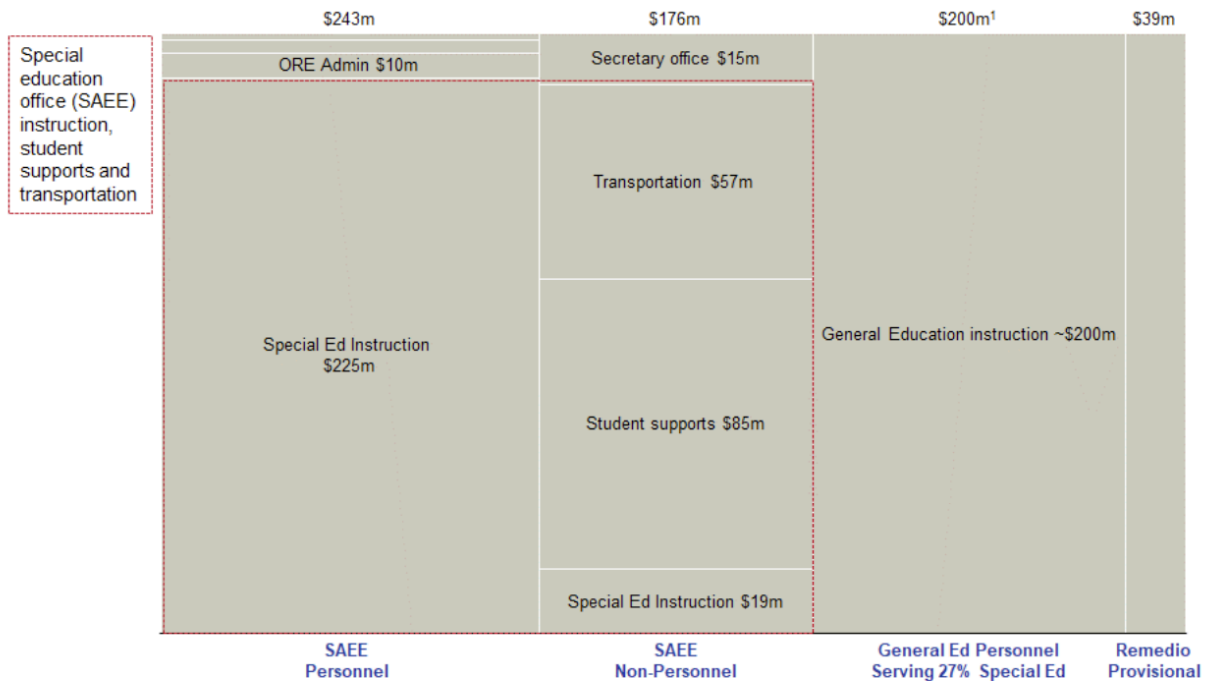 $243m
$176m
$200m¹
$39m
Special
education
office (SAEE)
instruction,
student
supports and
transportation
ORE Admin $10m
Secretary office $15m
Transportation $57m
Special Ed Instruction
$225m
General Education instruction ~$200m
Student supports $85m
Special Ed Instruction $19m
SAEE
Personnel
SAEE
Non-Personnel
General Ed Personnel
Serving 27% Special Ed
Remedio
Provisional